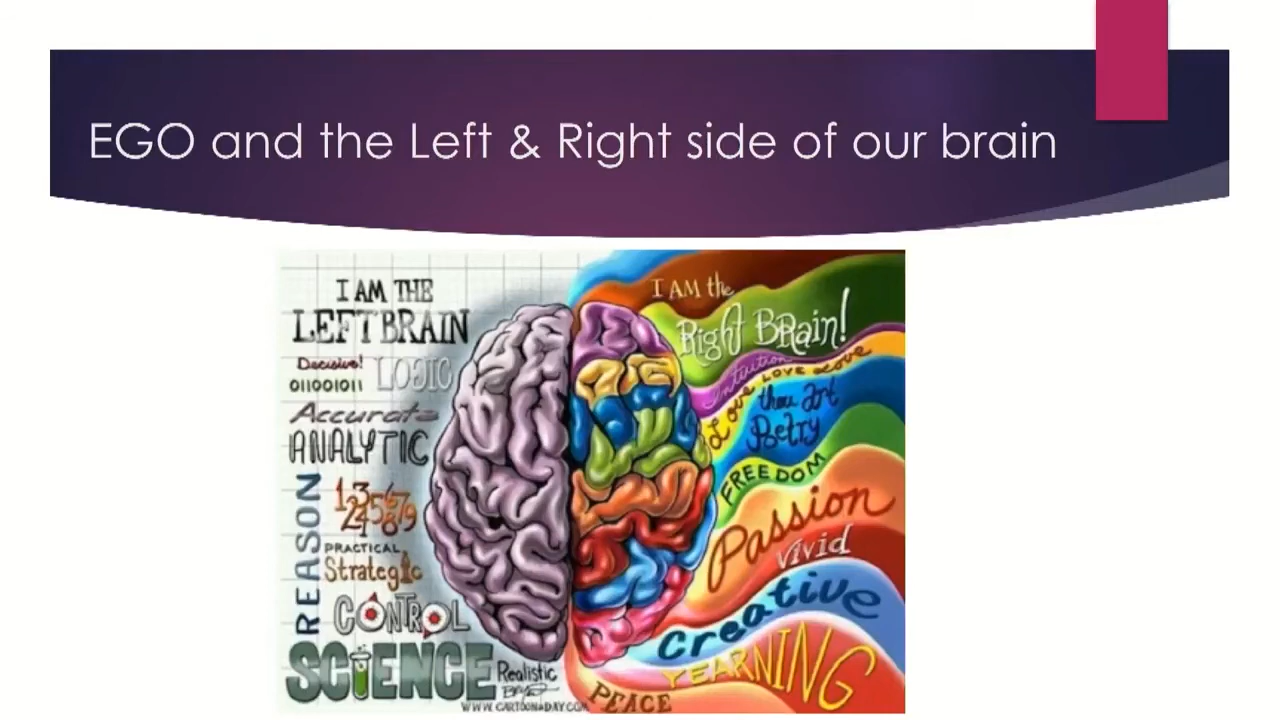 EGO and the Left & Right side of our brain
I AM THE
LEFT BRAIN
Decisive!
011001011 LOGIC
Accurate
ANALYTIC
REASON
123
456789
PRACTICAL
Strategic
CONTROL
SCIENCE
Realistic
WWW.CARTOONADAY.COM
I AM the
Right BRain!
Intuition
Love LOVE Love
thou Art
Poetry
FREEDOM
Passion
vivid
Creative
YEARNING
PEACE